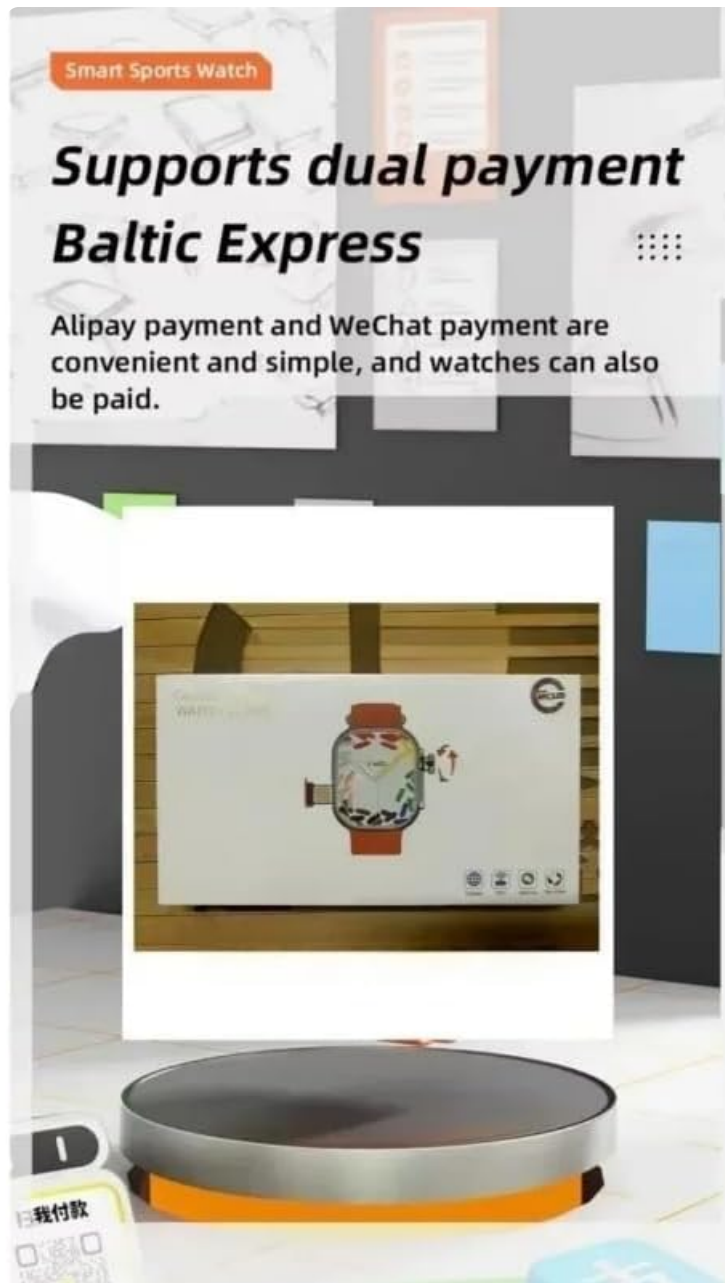 Smart Sports Watch
Supports dual payment
Baltic Express
Alipay payment and WeChat payment are
convenient and simple, and watches can also
be paid.
我付款